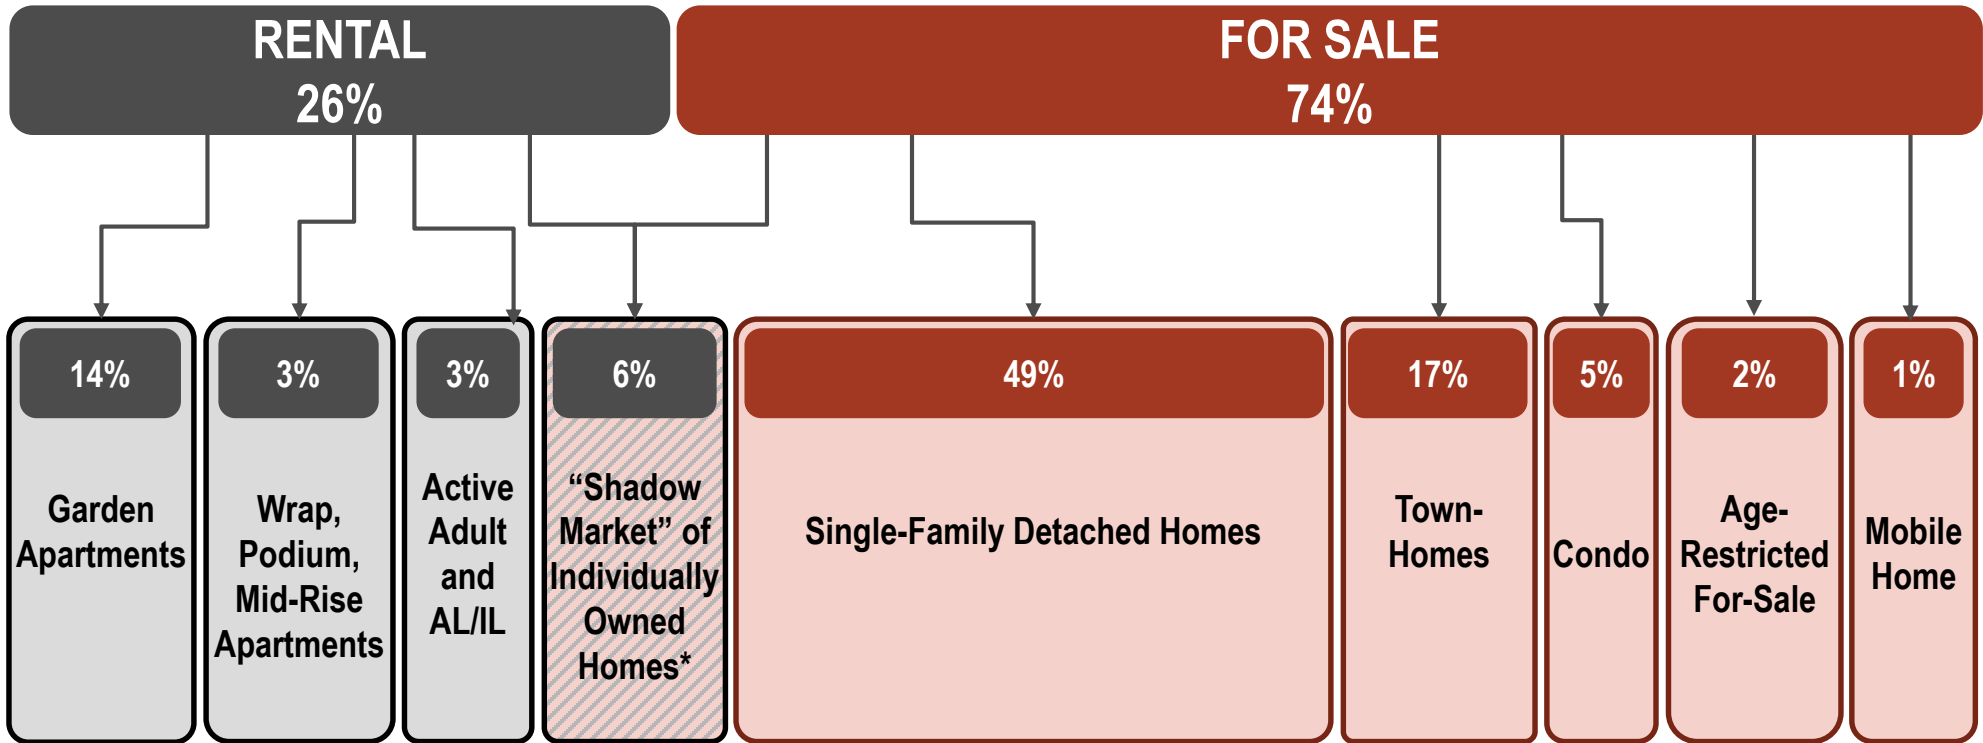 RENTAL
26%
FOR SALE
74%
14%
Garden
Apartments
3%
Wrap,
Podium,
Mid-Rise
Apartments
3%
Active
Adult
and
AL/IL
6%
“Shadow
Market” of
Individually
Owned
Homes*
49%
Single-Family Detached Homes
17%
Town-
Homes
5%
Condo
2%
Age-
Restricted
For-Sale
1%
Mobile
Home